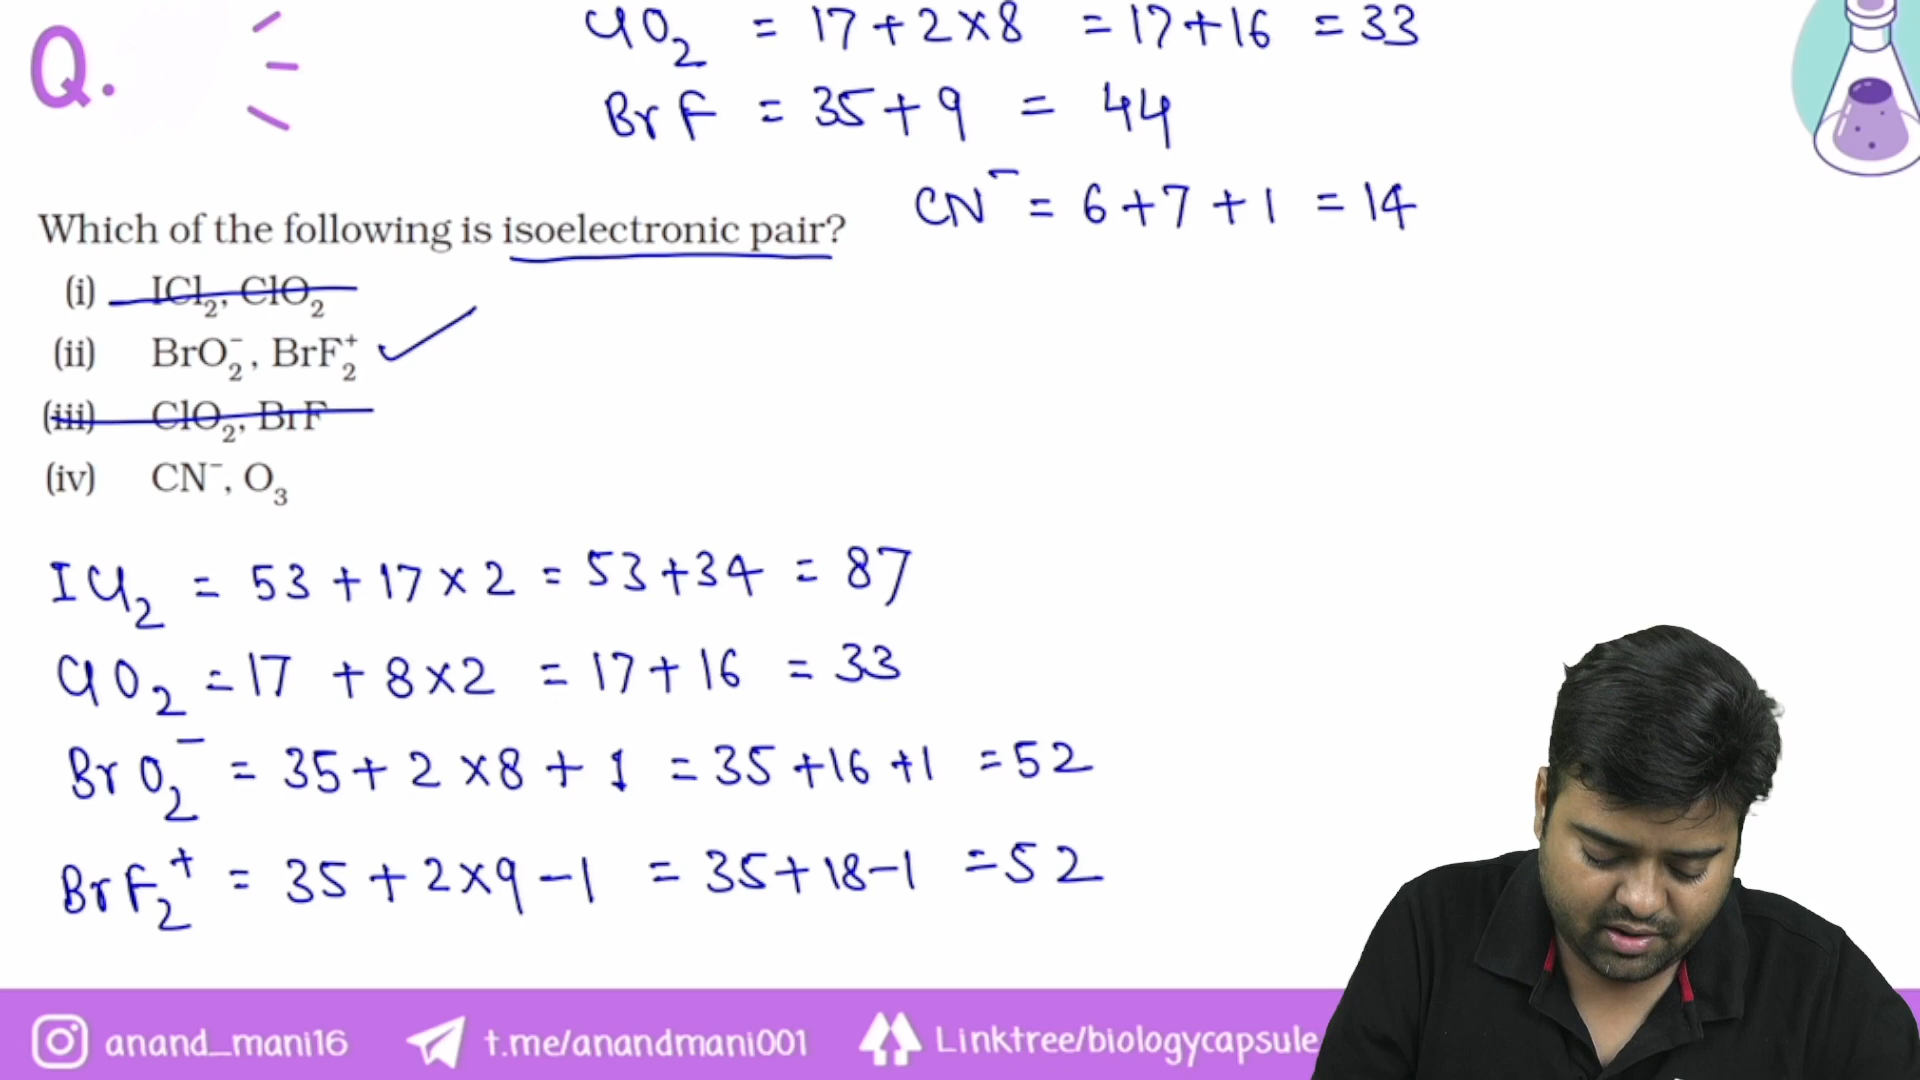 Q.
ClO₂ = 17+2×8 = 17+16 = 33
BrF = 35+9 = 44
CN⁻ = 6+7+1 = 14
Which of the following is isoelectronic pair?
(i) ICl₂, ClO₂
(ii) BrO₂⁻, BrF₂⁺
(iii) ClO₂, BrF
(iv) CN⁻, O₃
ICl₂ = 53+17×2 = 53+34 = 87
ClO₂ = 17 + 8×2 = 17+16 = 33
BrO₂⁻ = 35+2×8+1 = 35+16+1 = 52
BrF₂⁺ = 35+2×9-1 = 35+18-1 = 52
anand_mani16 t.me/anandmani001 Linktree/biologycapsule